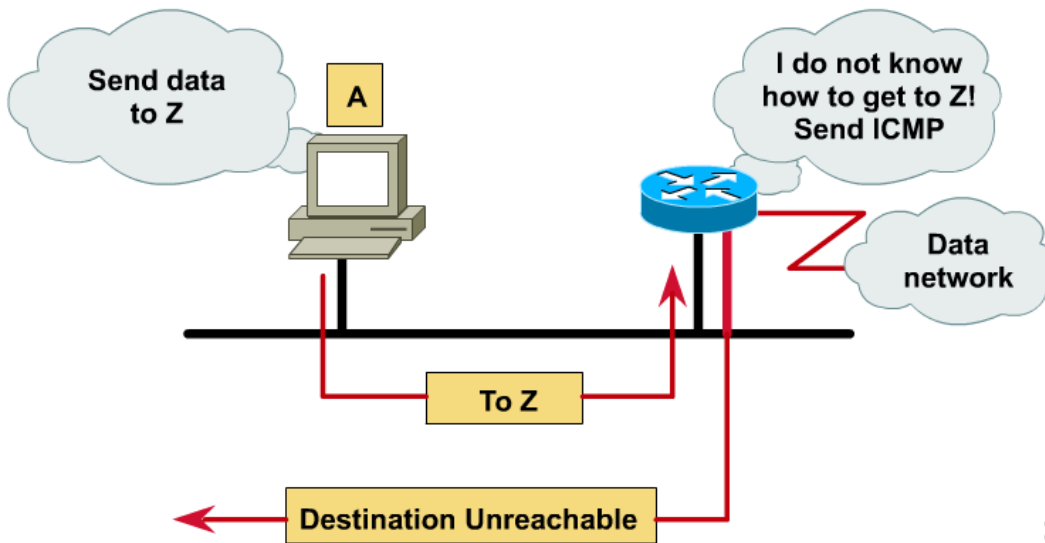 Send data
to Z
A
I do not know
how to get to Z!
Send ICMP
Data
network
To Z
Destination Unreachable